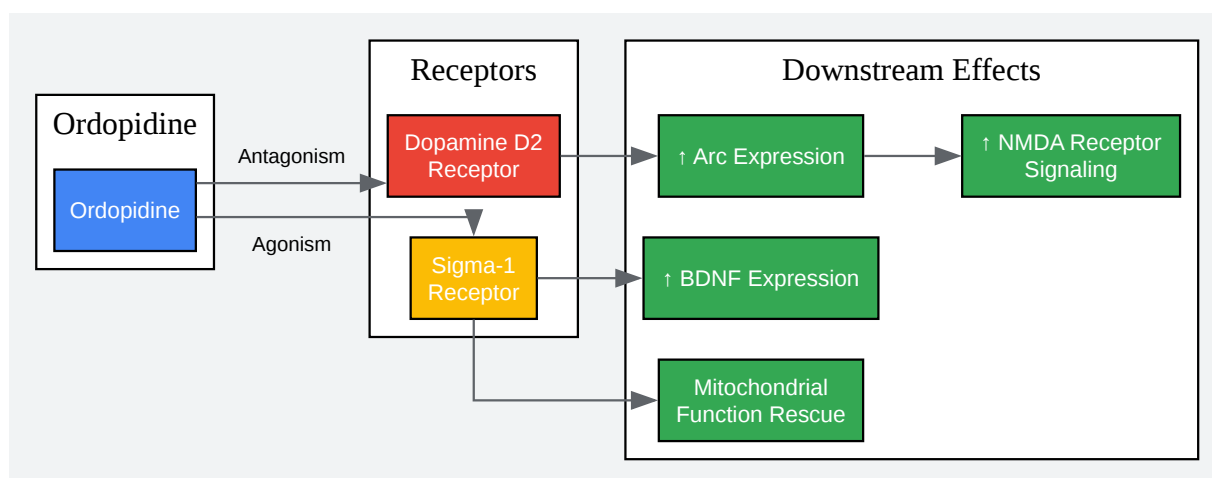 Ordopidine
Ordopidine
Antagonism
Agonism
Receptors
Dopamine D2
Receptor
Sigma-1
Receptor
Downstream Effects
↑ Arc Expression
↑ NMDA Receptor
Signaling
↑ BDNF Expression
Mitochondrial
Function Rescue